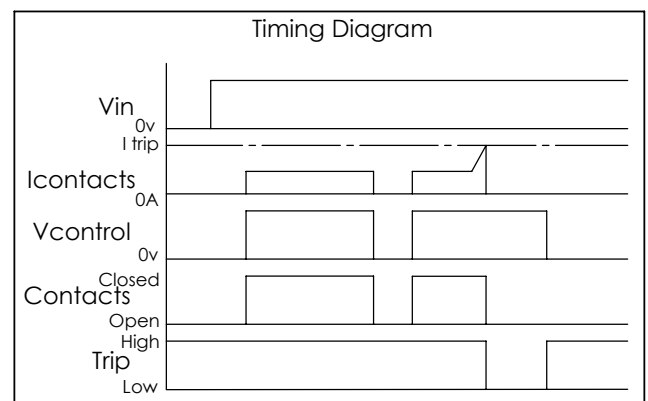 Timing Diagram
Vin
0v
I trip
Icontacts
0A
Vcontrol
0v
Closed
Contacts
Open
High
Trip
Low